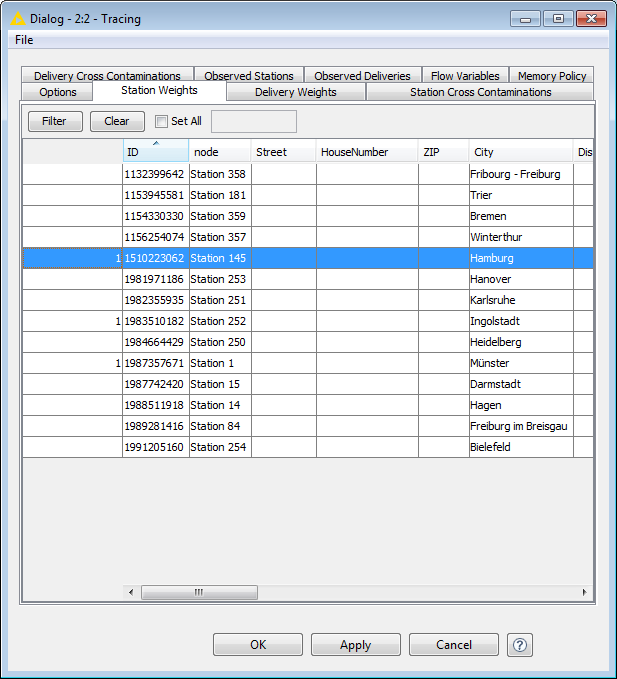 Dialog - 2:2 - Tracing
File
Delivery Cross Contaminations Observed Stations Observed Deliveries Flow Variables Memory Policy
Options Station Weights Delivery Weights Station Cross Contaminations
Filter Clear Set All
ID node Street HouseNumber ZIP City Dis
1132399642 Station 358 Fribourg - Freiburg
1153945581 Station 181 Trier
1154330330 Station 359 Bremen
1156254074 Station 357 Winterthur
1 1510223062 Station 145 Hamburg
1981971186 Station 253 Hanover
1982355935 Station 251 Karlsruhe
1 1983510182 Station 252 Ingolstadt
1984664429 Station 250 Heidelberg
1 1987357671 Station 1 Münster
1987742420 Station 15 Darmstadt
1988511918 Station 14 Hagen
1989281416 Station 84 Freiburg im Breisgau
1991205160 Station 254 Bielefeld
OK Apply Cancel ?